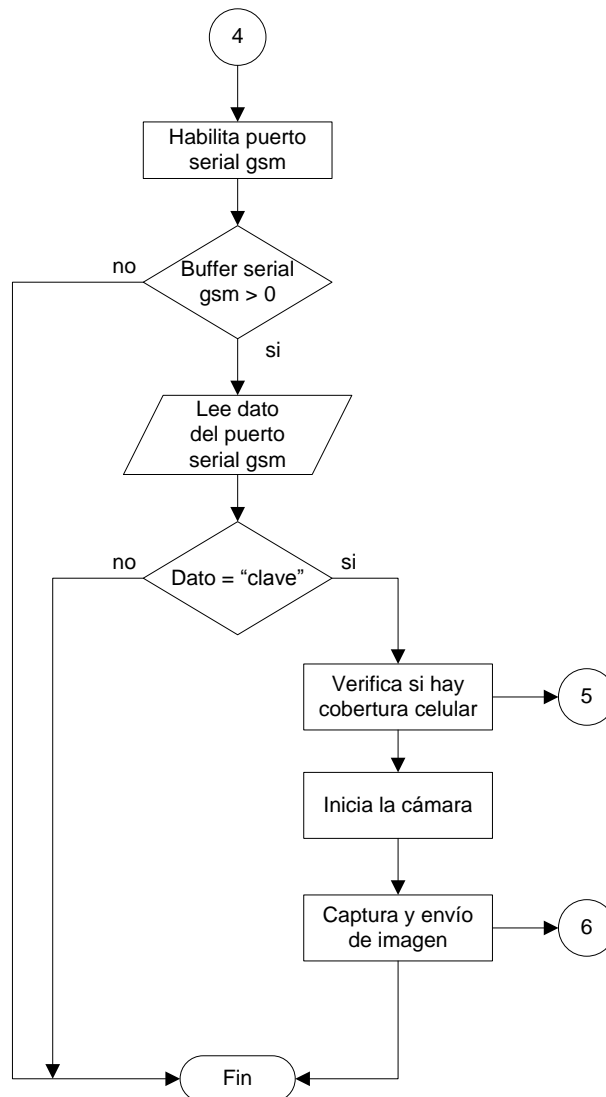 4
Habilita puerto
serial gsm
no
Buffer serial
gsm > 0
si
Lee dato
del puerto
serial gsm
no
Dato = “clave”
si
Verifica si hay
cobertura celular
5
Inicia la cámara
Captura y envío
de imagen
6
Fin